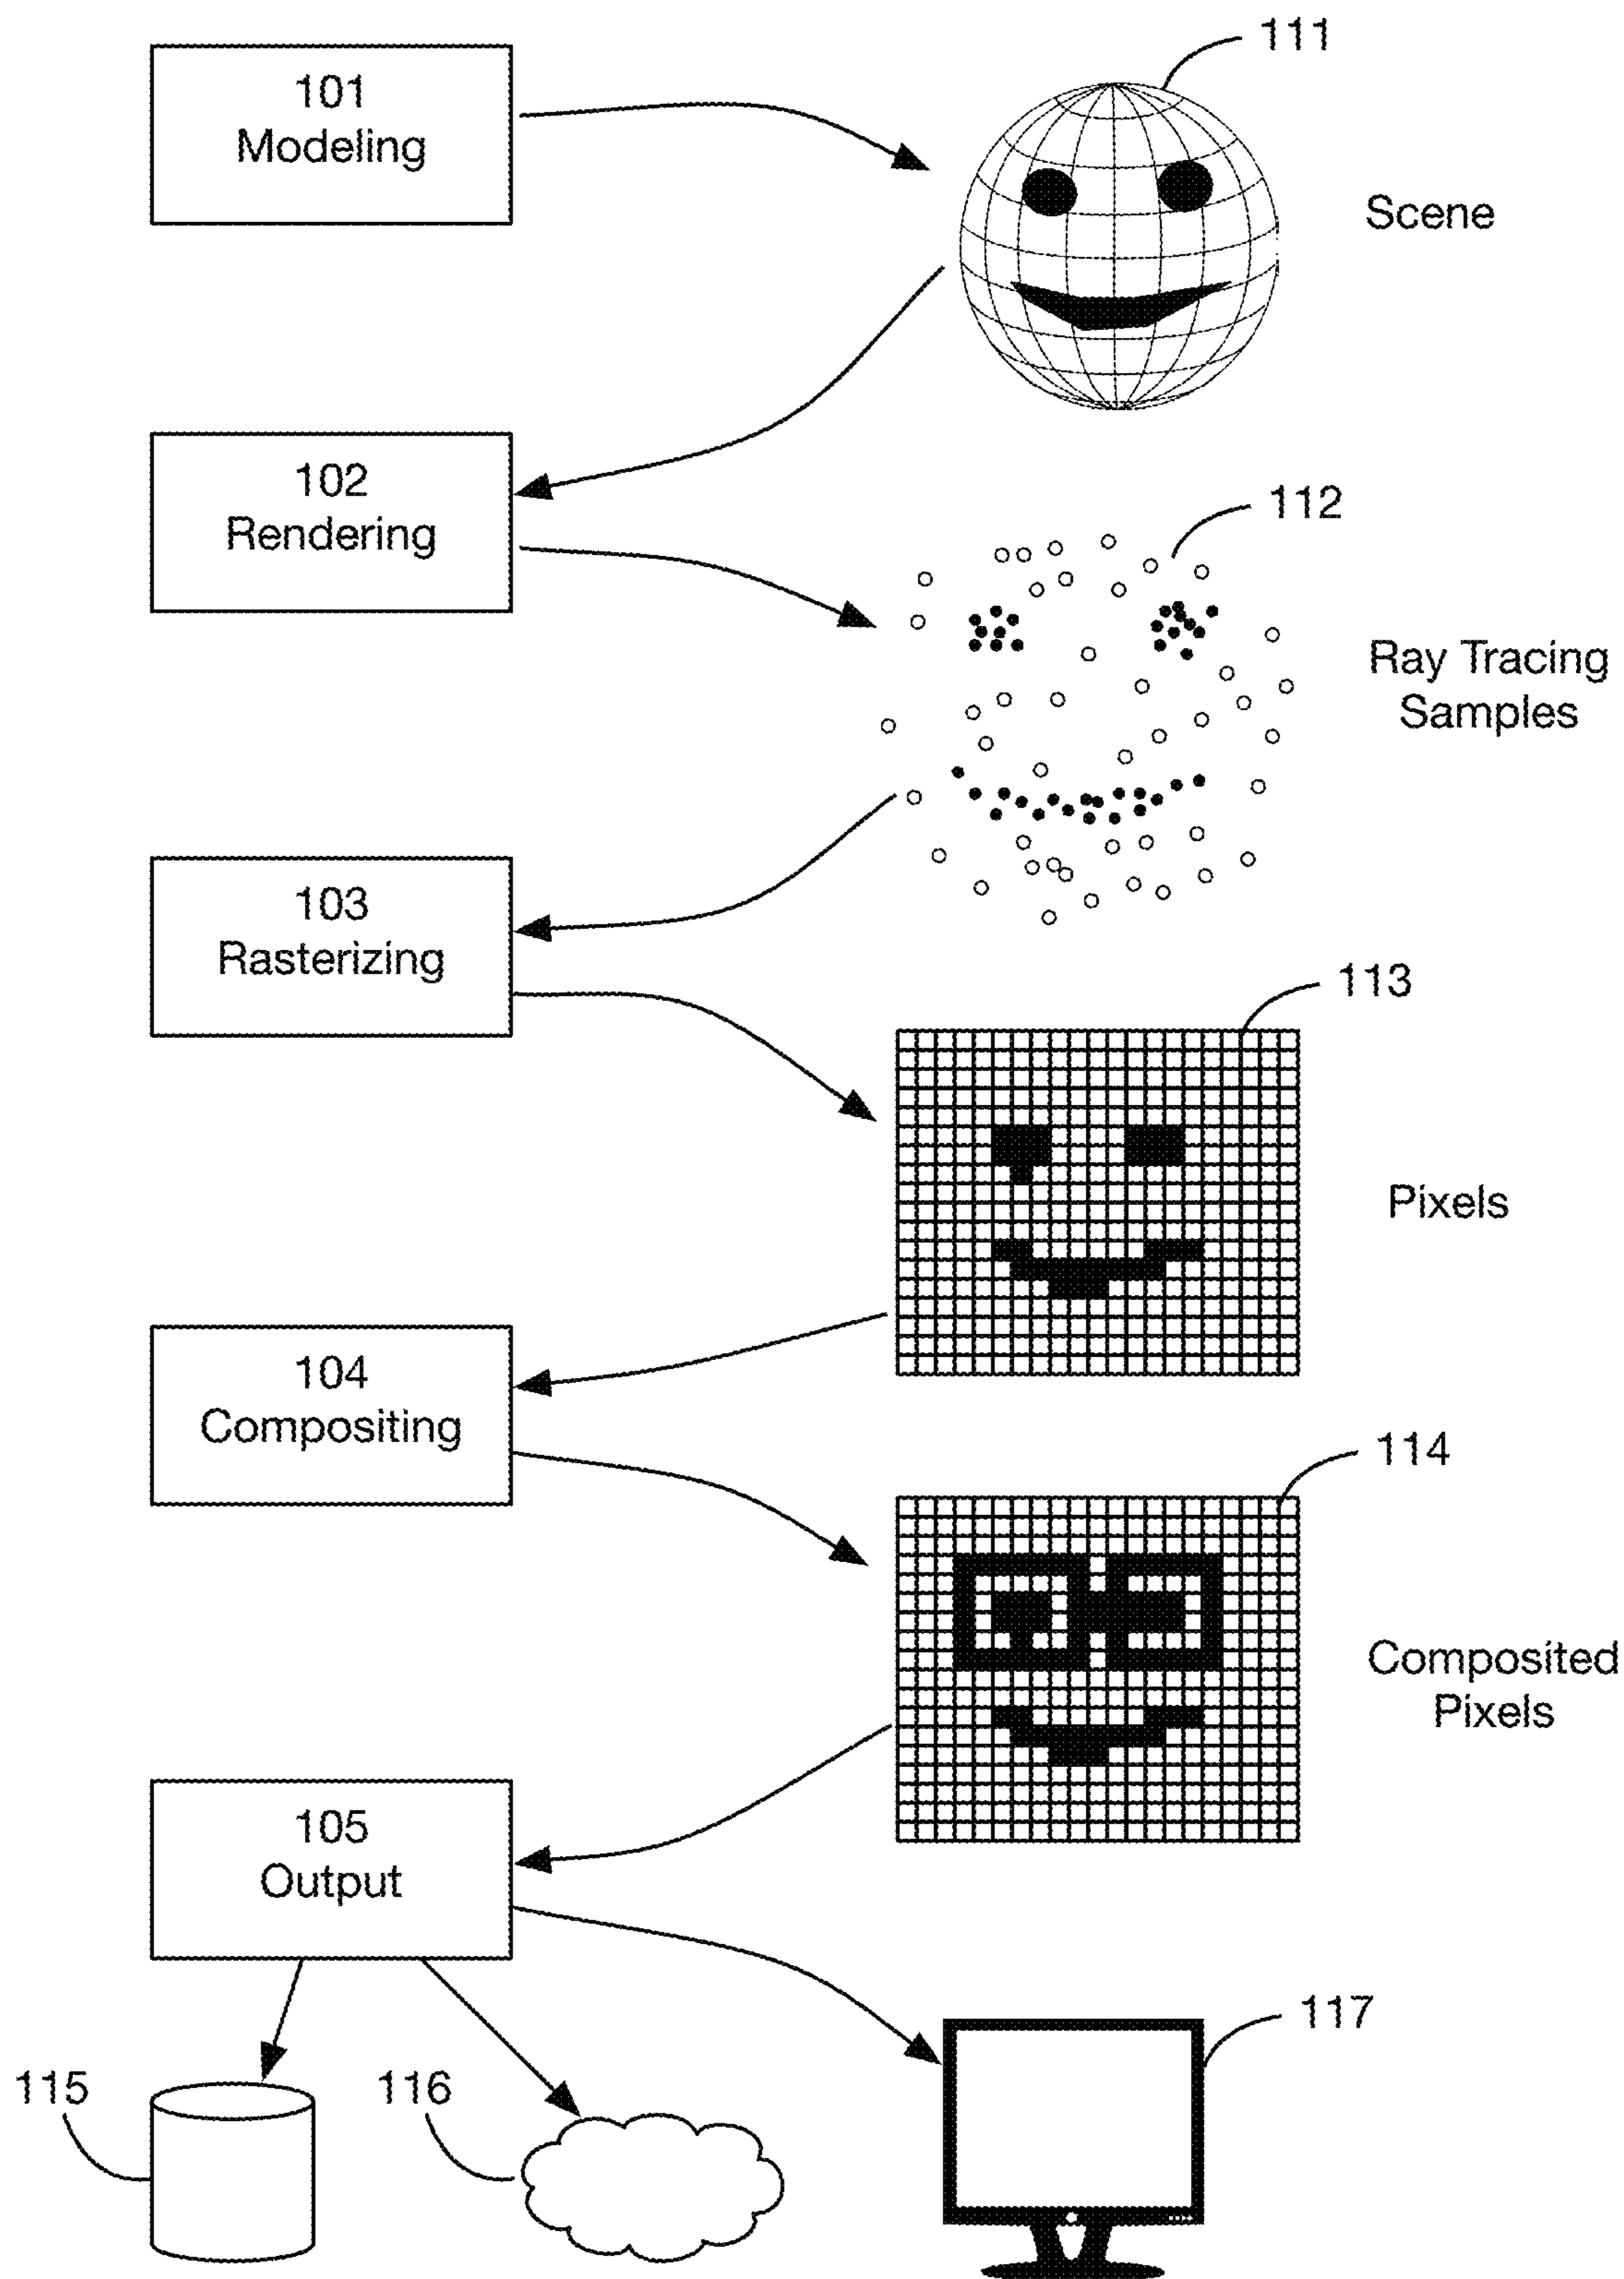 111
101
Modeling
Scene
102
Rendering
112
Ray Tracing
Samples
103
Rasterizing
113
Pixels
104
Compositing
114
Composited
Pixels
105
Output
117
115
116